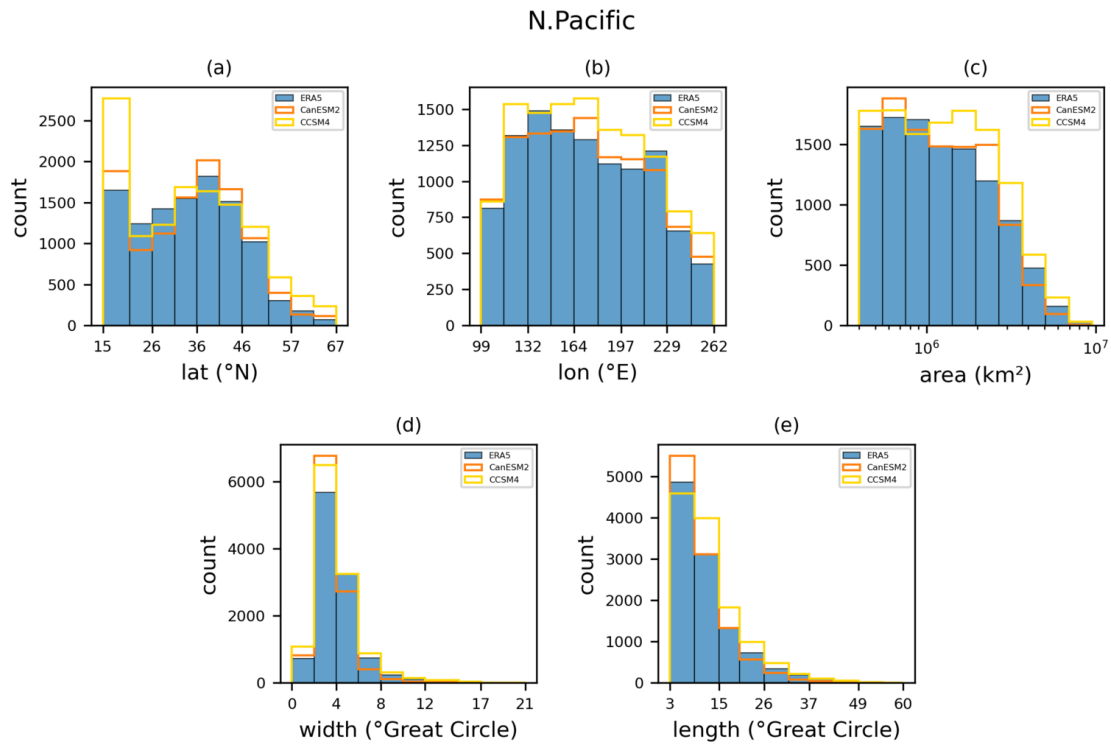 N.Pacific
(a)
ERA5
CanESM2
CCSM4
count
2500
2000
1500
1000
500
0
15 26 36 46 57 67
lat (°N)
(b)
ERA5
CanESM2
CCSM4
count
1500
1250
1000
750
500
250
0
99 132 164 197 229 262
lon (°E)
(c)
ERA5
CanESM2
CCSM4
count
1500
1000
500
0
10⁶ 10⁷
area (km²)
(d)
ERA5
CanESM2
CCSM4
count
6000
4000
2000
0
0 4 8 12 17 21
width (°Great Circle)
(e)
ERA5
CanESM2
CCSM4
count
5000
4000
3000
2000
1000
0
3 15 26 37 49 60
length (°Great Circle)